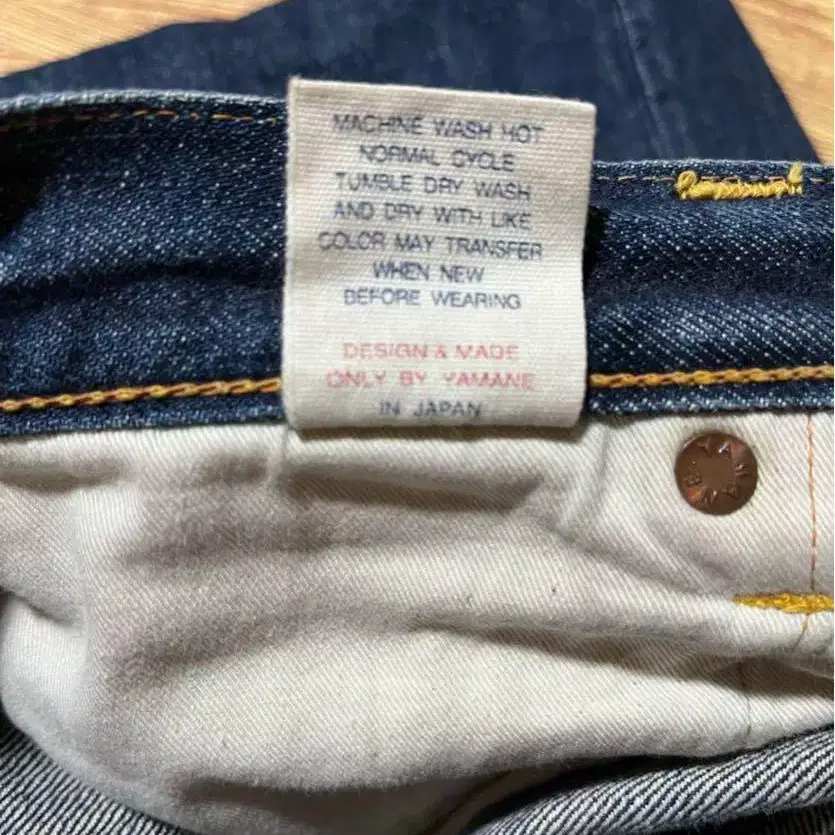 MACHINE WASH HOT
NORMAL CYCLE
TUMBLE DRY WASH
AND DRY WITH LIKE
COLOR MAY TRANSFER
WHEN NEW
BEFORE WEARING
DESIGN & MADE
ONLY BY YAMANE
IN JAPAN